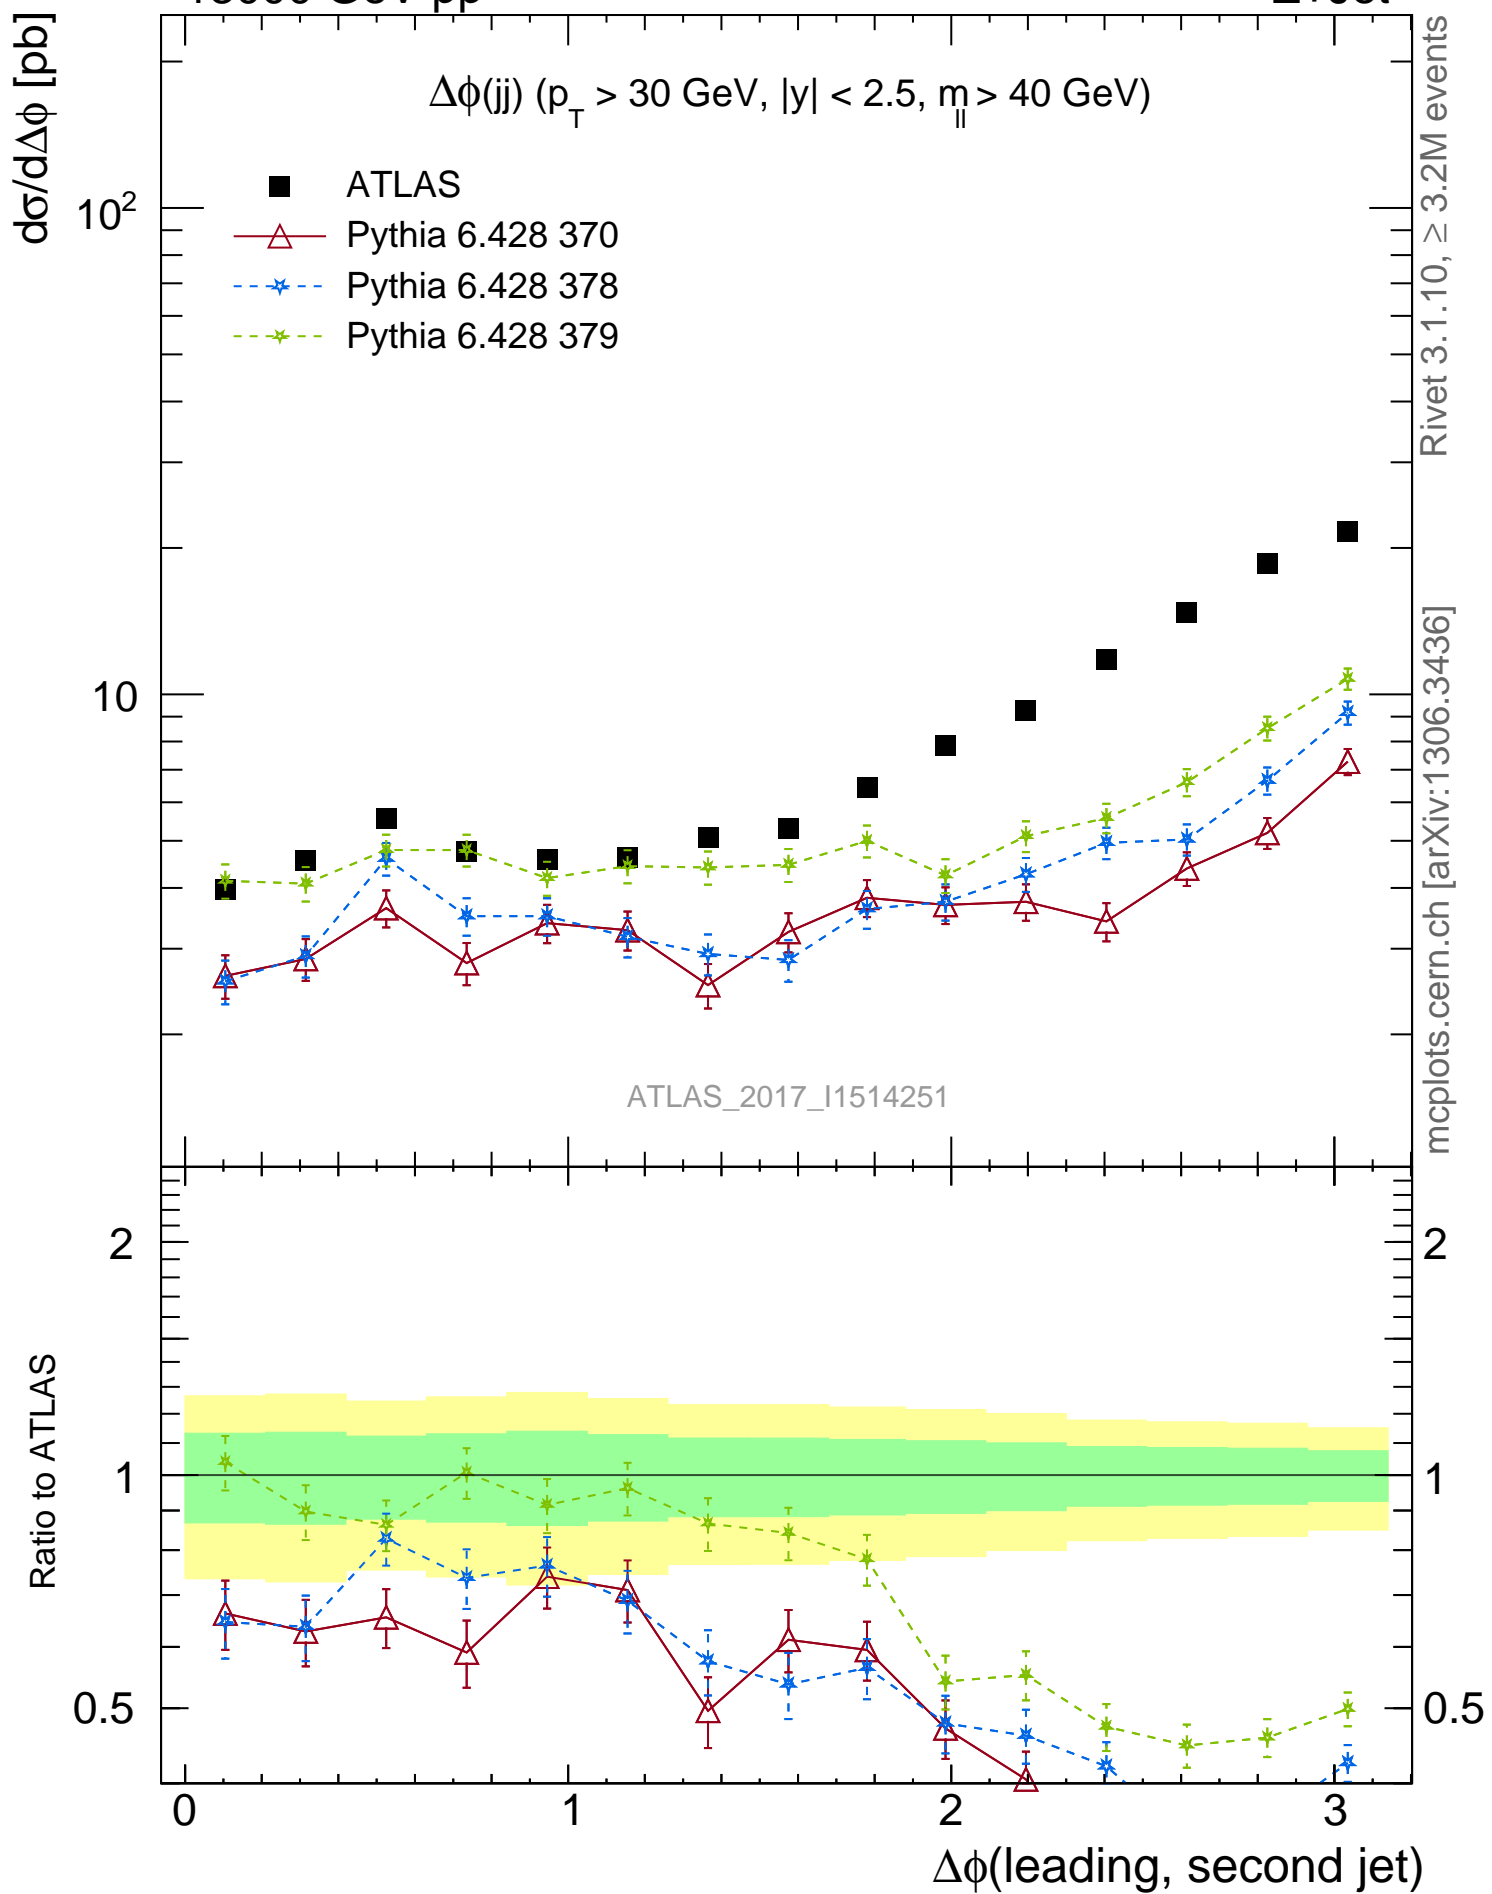 dσ/dΔφ [pb]
Δφ(jj) (p_T > 30 GeV, |y| < 2.5, m_ll > 40 GeV)
ATLAS
Pythia 6.428 370
Pythia 6.428 378
Pythia 6.428 379
10²
10
ATLAS_2017_I1514251
Rivet 3.1.10, ≥ 3.2M events
mcplots.cern.ch [arXiv:1306.3436]
Ratio to ATLAS
2
1
0.5
2
1
0.5
0 1 2 3
Δφ(leading, second jet)